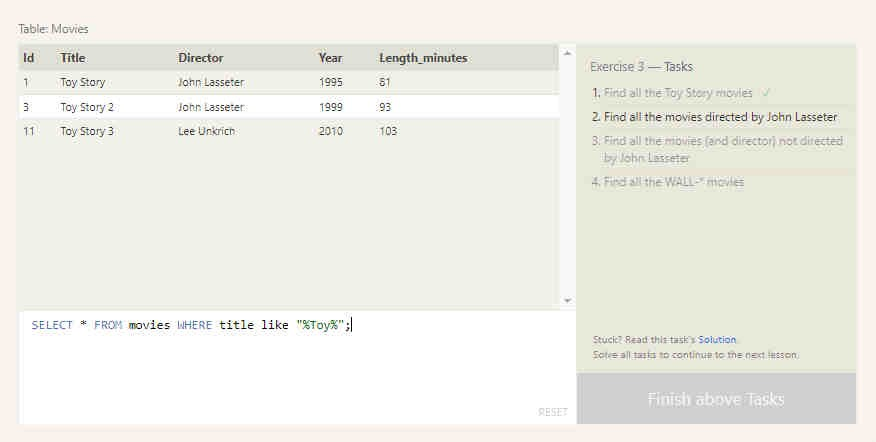 Table: Movies
Id Title Director Year Length_minutes
1 Toy Story John Lasseter 1995 81
3 Toy Story 2 John Lasseter 1999 93
11 Toy Story 3 Lee Unkrich 2010 103
SELECT * FROM movies WHERE title like "%Toy%";
RESET
Exercise 3 — Tasks
1. Find all the Toy Story movies ✓
2. Find all the movies directed by John Lasseter
3. Find all the movies (and director) not directed
by John Lasseter
4. Find all the WALL-* movies
Stuck? Read this task's Solution.
Solve all tasks to continue to the next lesson.
Finish above Tasks